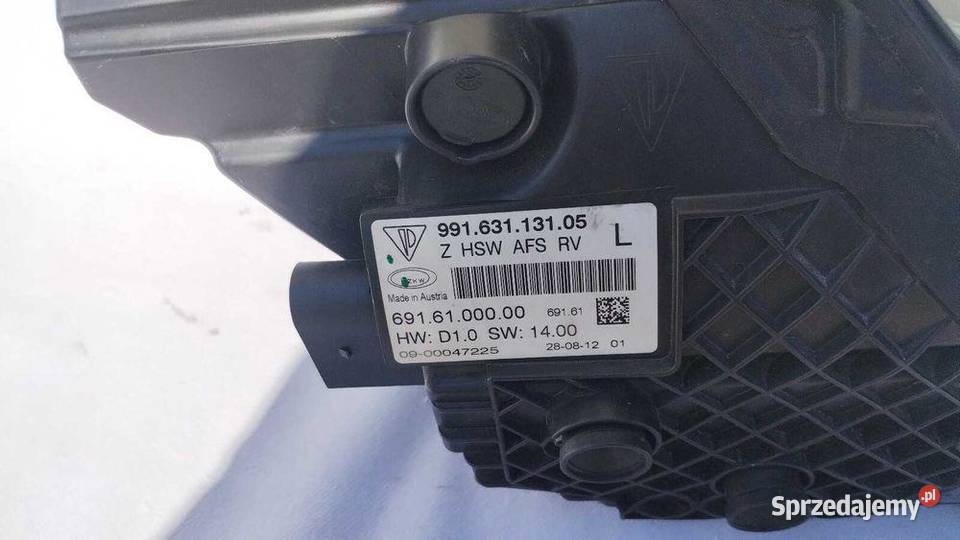 991.631.131.05
Z HSW AFS RV L
ZKW
Made in Austria
691.61.000.00 691.61
HW: D1.0 SW: 14.00
09-00047225 28-08-12 01
Sprzedajemy.pl